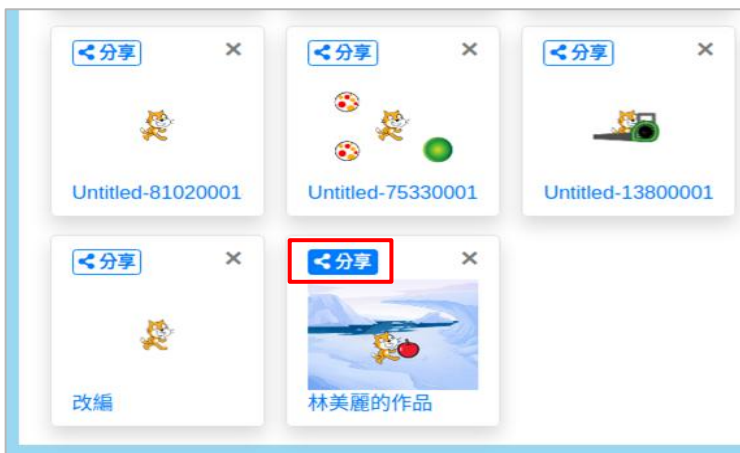 分享 × 分享 × 分享 ×
Untitled-81020001 Untitled-75330001 Untitled-13800001
分享 × 分享 ×
改編 林美麗的作品